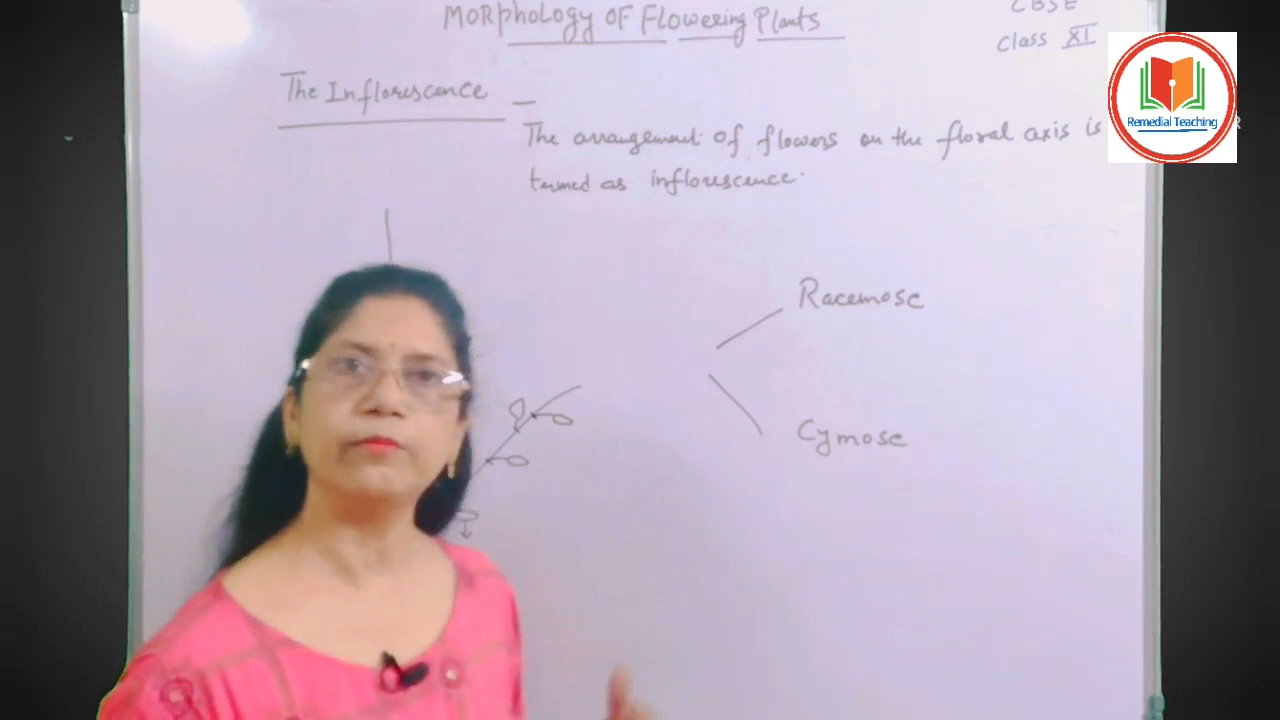 MORphology OF Flowering Plants
CBSE
Class XI
The Inflorescence
The arrangement of flowers on the floral axis is
termed as inflorescence.
Racemose
Cymose
Remedial Teaching